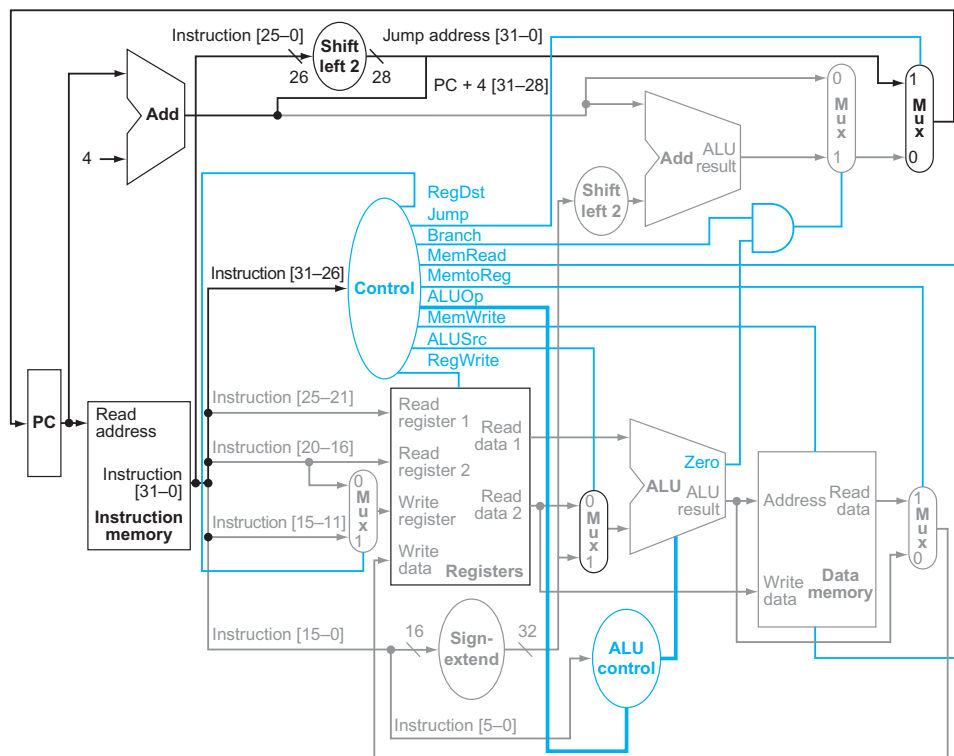 Instruction [25–0]
Shift
left 2
Jump address [31–0]
26
28
PC + 4 [31–28]
Add
4
0
M
u
x
1
1
M
u
x
0
Add
ALU
result
Shift
left 2
RegDst
Jump
Branch
MemRead
MemtoReg
ALUOp
MemWrite
ALUSrc
RegWrite
Instruction [31–26]
Control
PC
Read
address
Instruction
[31–0]
Instruction
memory
Instruction [25–21]
Instruction [20–16]
Instruction [15–11]
0
M
u
x
1
Read
register 1
Read
register 2
Write
register
Write
data
Read
data 1
Read
data 2
Registers
0
M
u
x
1
Zero
ALU
ALU
result
Address
Read
data
Write
data
Data
memory
1
M
u
x
0
Instruction [15–0]
16
Sign-
extend
32
ALU
control
Instruction [5–0]